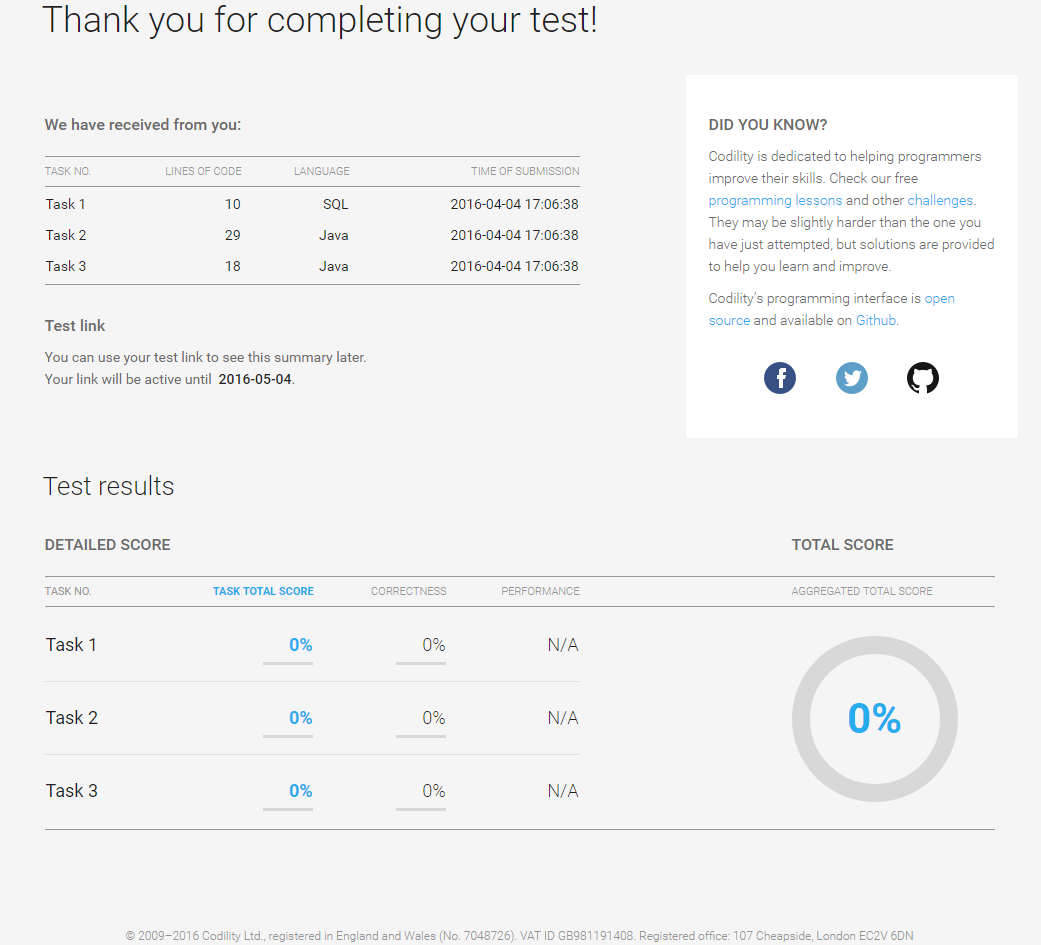 Thank you for completing your test!
We have received from you:
TASK NO. LINES OF CODE LANGUAGE TIME OF SUBMISSION
Task 1 10 SQL 2016-04-04 17:06:38
Task 2 29 Java 2016-04-04 17:06:38
Task 3 18 Java 2016-04-04 17:06:38
Test link
You can use your test link to see this summary later.
Your link will be active until 2016-05-04.
DID YOU KNOW?
Codility is dedicated to helping programmers
improve their skills. Check our free
programming lessons and other challenges.
They may be slightly harder than the one you
have just attempted, but solutions are provided
to help you learn and improve.
Codility's programming interface is open
source and available on Github.
Test results
DETAILED SCORE
TASK NO. TASK TOTAL SCORE CORRECTNESS PERFORMANCE
Task 1 0% 0% N/A
Task 2 0% 0% N/A
Task 3 0% 0% N/A
TOTAL SCORE
AGGREGATED TOTAL SCORE
0%
© 2009–2016 Codility Ltd., registered in England and Wales (No. 7048726). VAT ID GB981191408. Registered office: 107 Cheapside, London EC2V 6DN